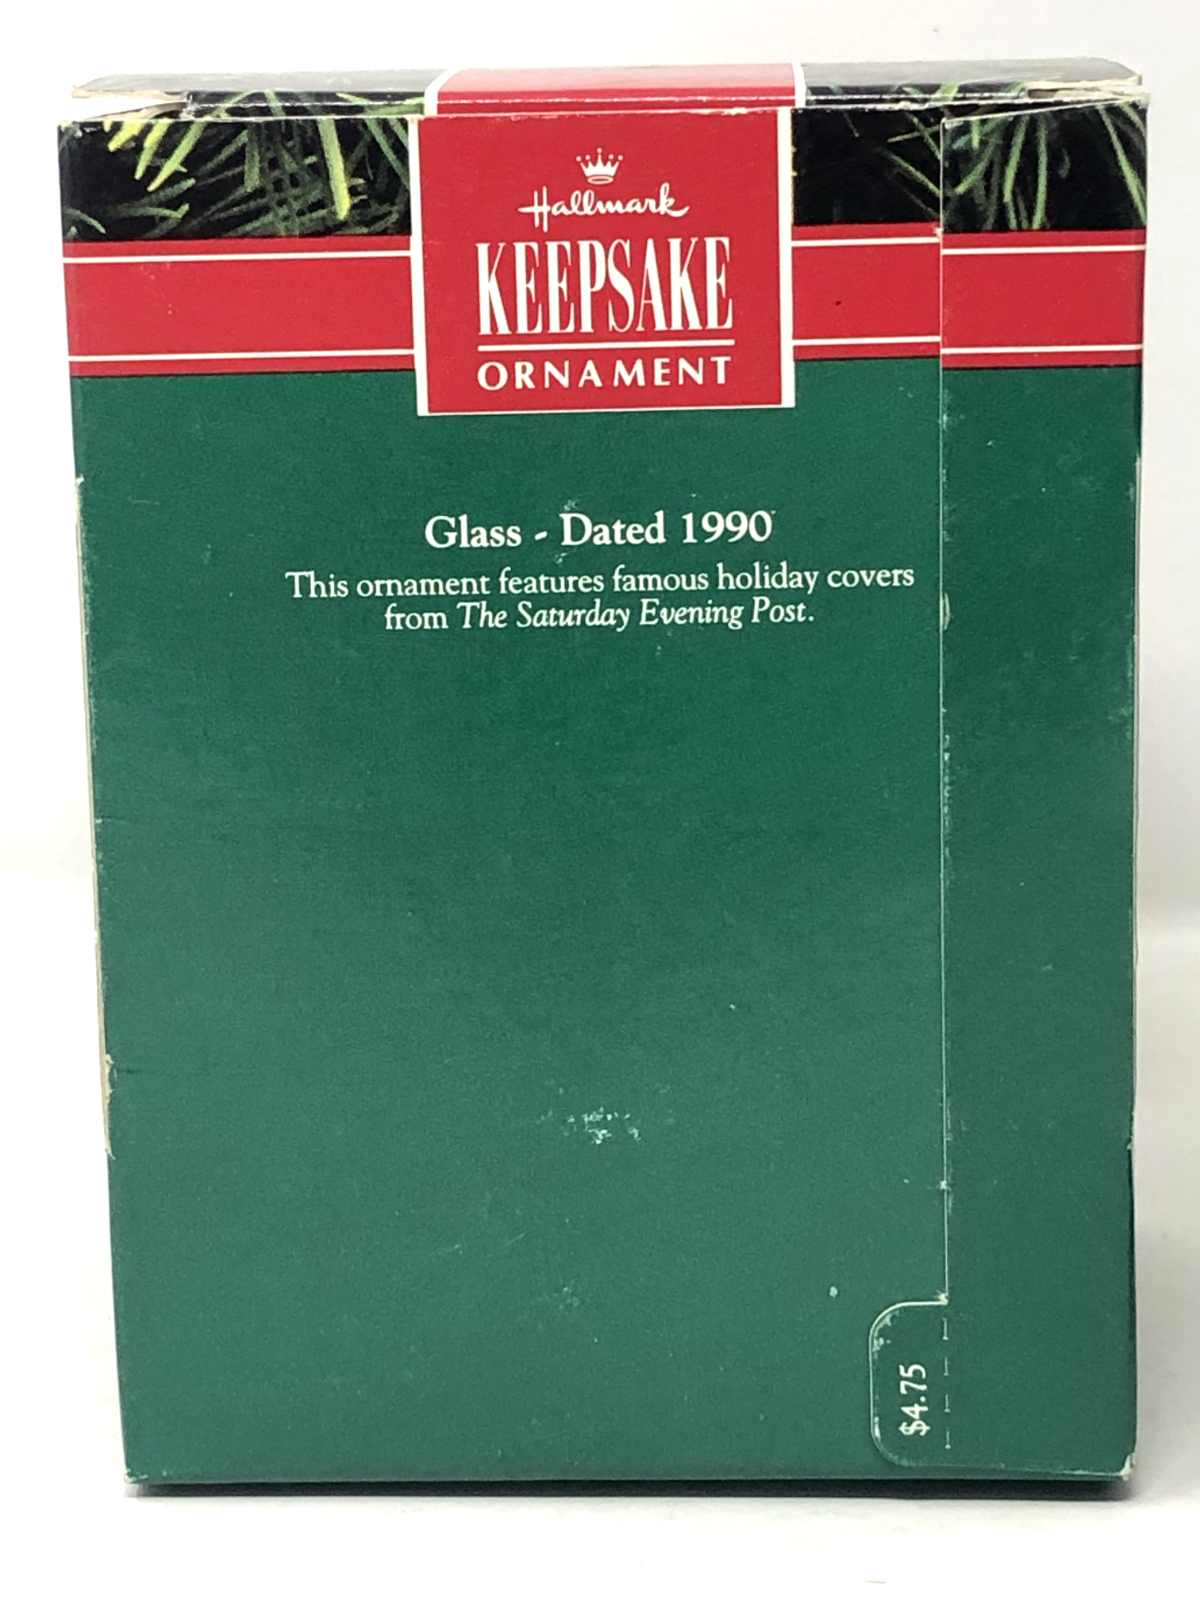 Hallmark
KEEPSAKE
ORNAMENT
Glass - Dated 1990
This ornament features famous holiday covers
from The Saturday Evening Post.
$4.75